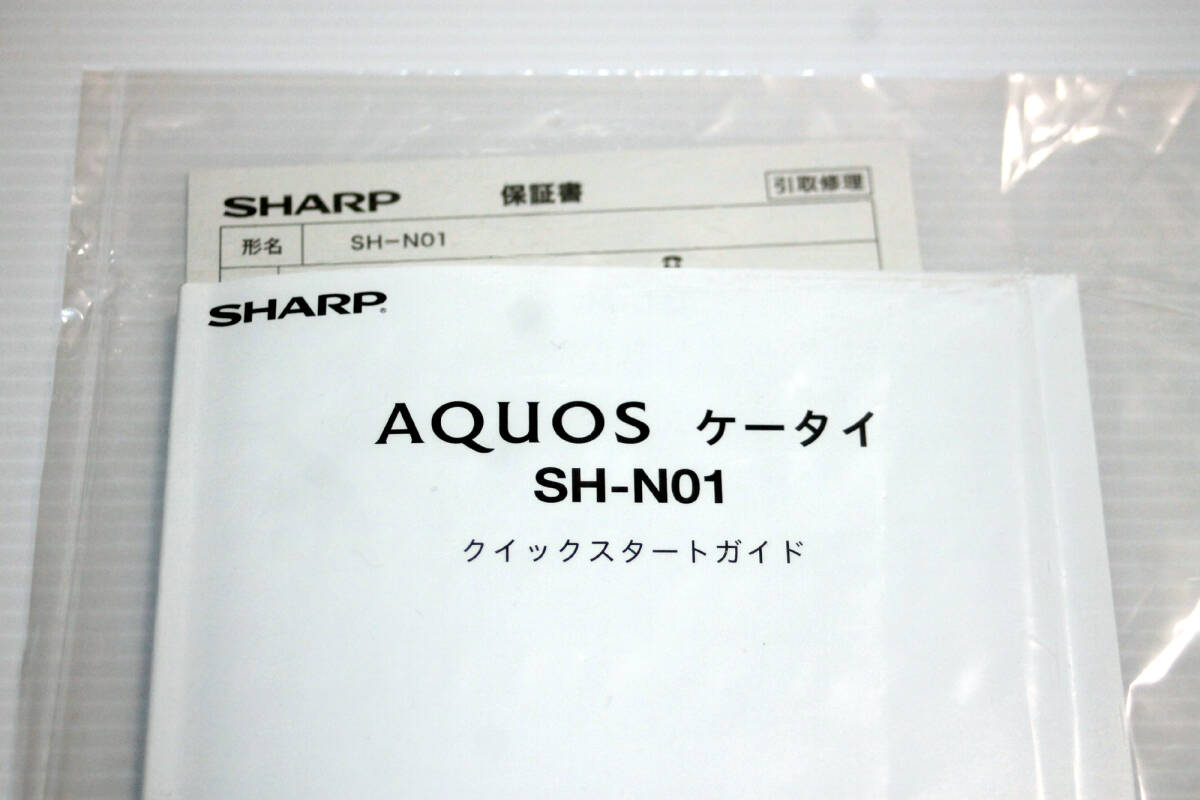 SHARP 保証書 引取修理
形名 SH-N01
SHARP
AQUOS ケータイ
SH-N01
クイックスタートガイド